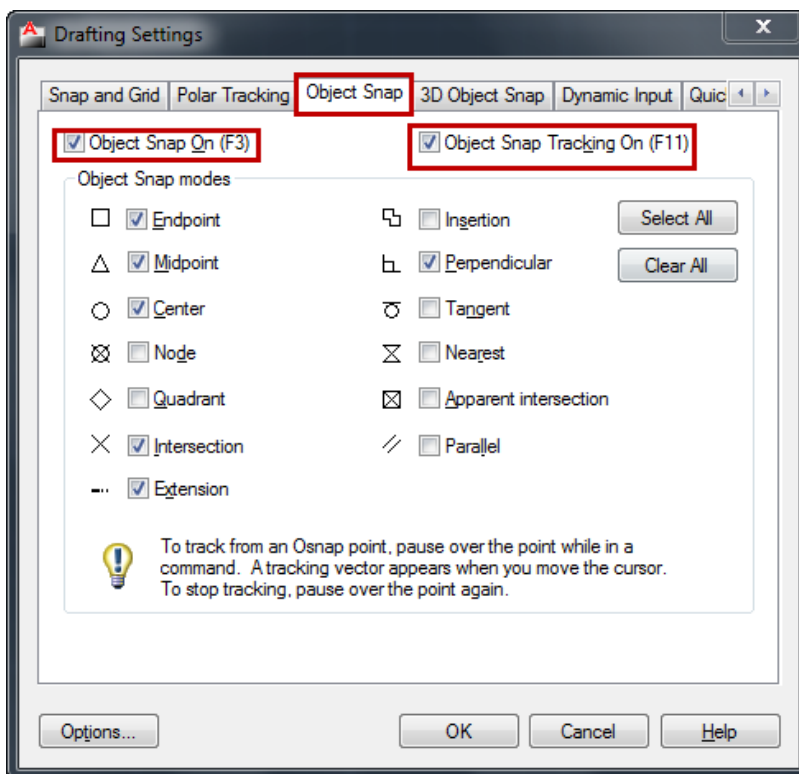 Drafting Settings
X
Snap and Grid Polar Tracking Object Snap 3D Object Snap Dynamic Input Quic
Object Snap On (F3) Object Snap Tracking On (F11)
Object Snap modes
Endpoint Insertion Select All
Midpoint Perpendicular Clear All
Center Tangent
Node Nearest
Quadrant Apparent intersection
Intersection Parallel
Extension
To track from an Osnap point, pause over the point while in a
command. A tracking vector appears when you move the cursor.
To stop tracking, pause over the point again.
Options... OK Cancel Help